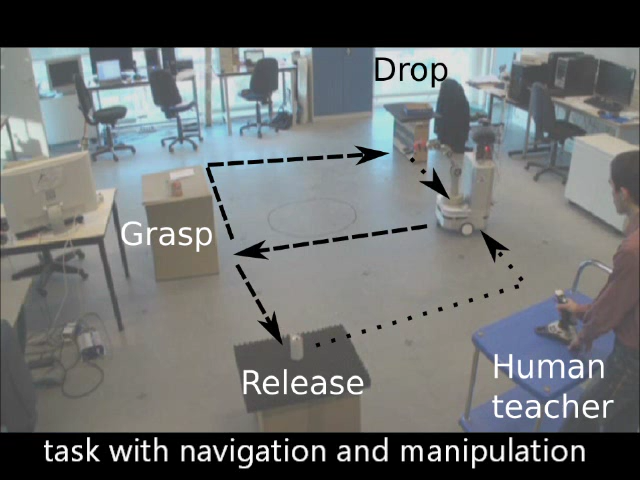 Drop
Grasp
Release
Human
teacher
task with navigation and manipulation